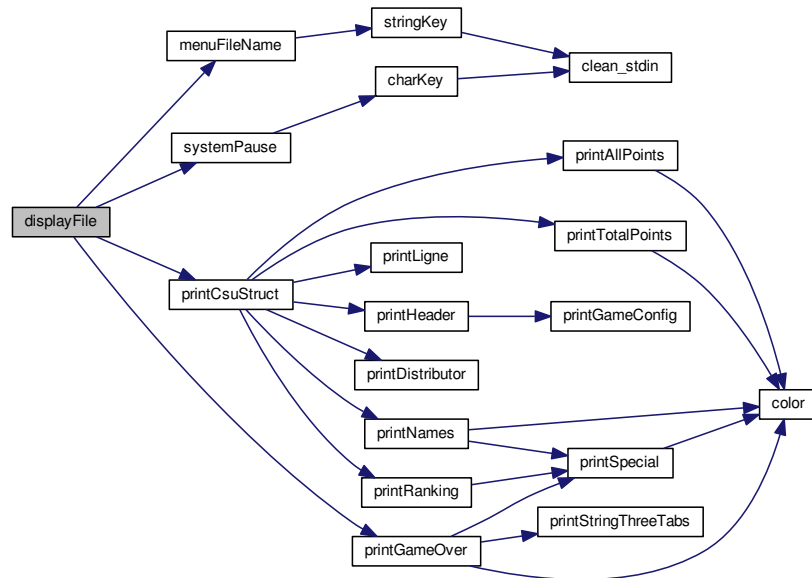 stringKey
menuFileName
clean_stdin
charKey
systemPause
printAllPoints
displayFile
printTotalPoints
printLigne
printCsuStruct
printHeader
printGameConfig
printDistributor
color
printNames
printSpecial
printRanking
printStringThreeTabs
printGameOver